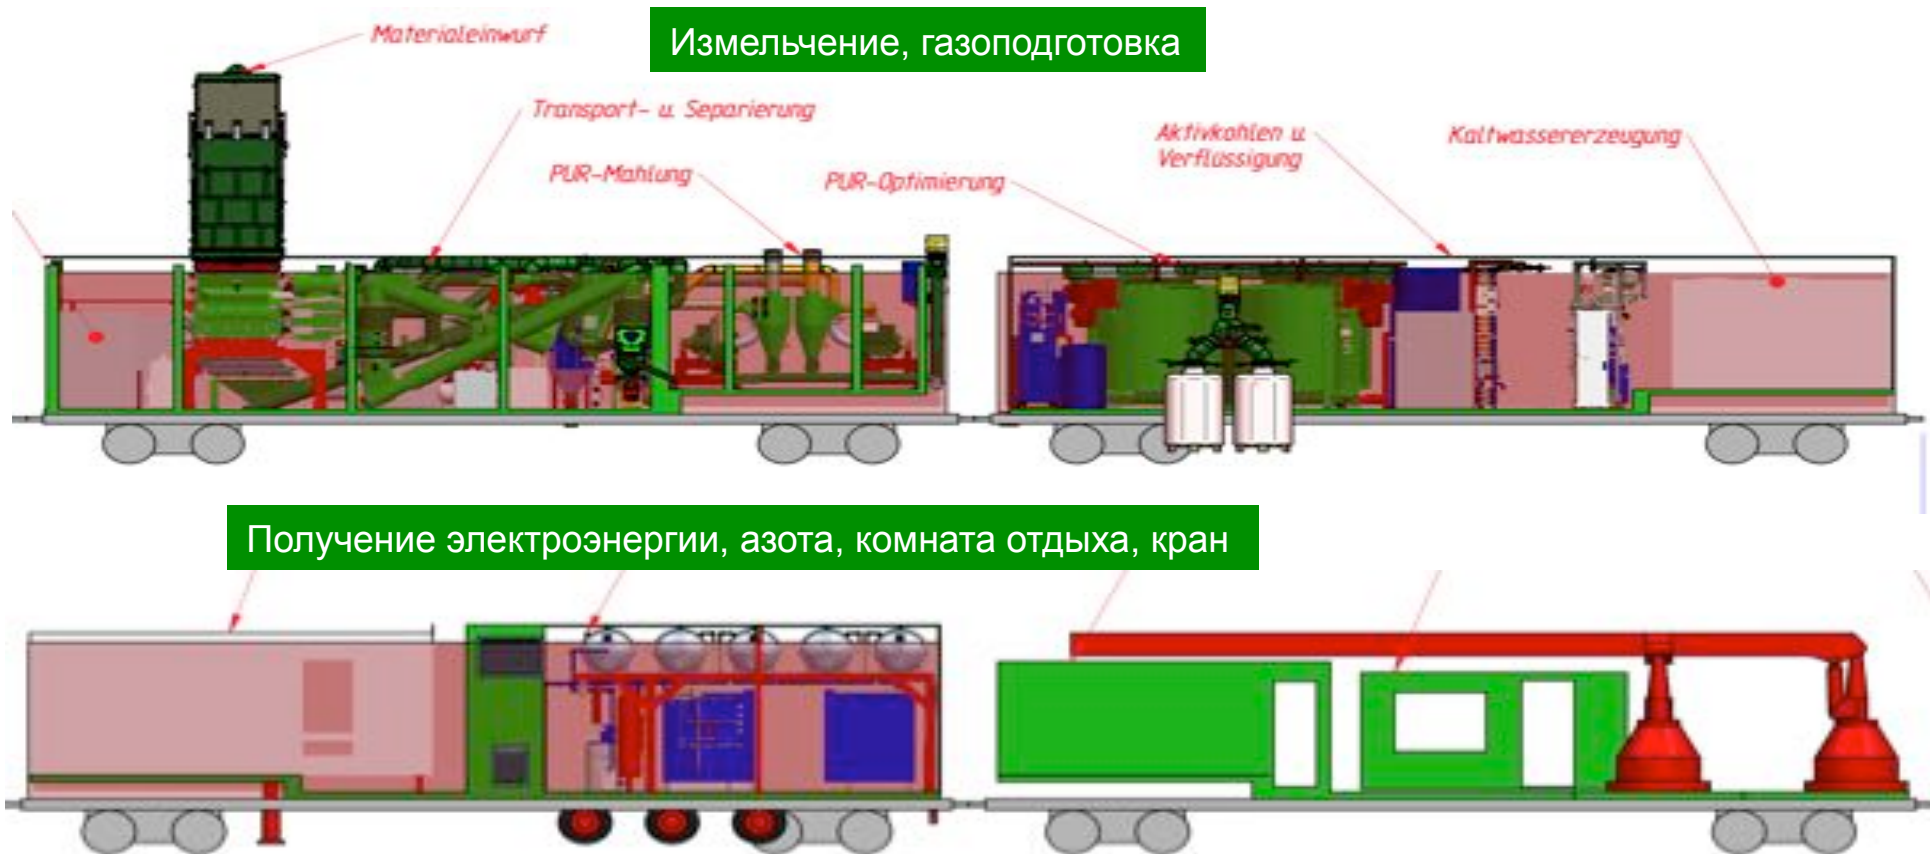 Materialeinwurf
Измельчение, газоподготовка
Transport- u. Separierung
PUR-Mahlung
PUR-Optimierung
Aktivkohlen u.
Verflüssigung
Kaltwassererzeugung
Получение электроэнергии, азота, комната отдыха, кран